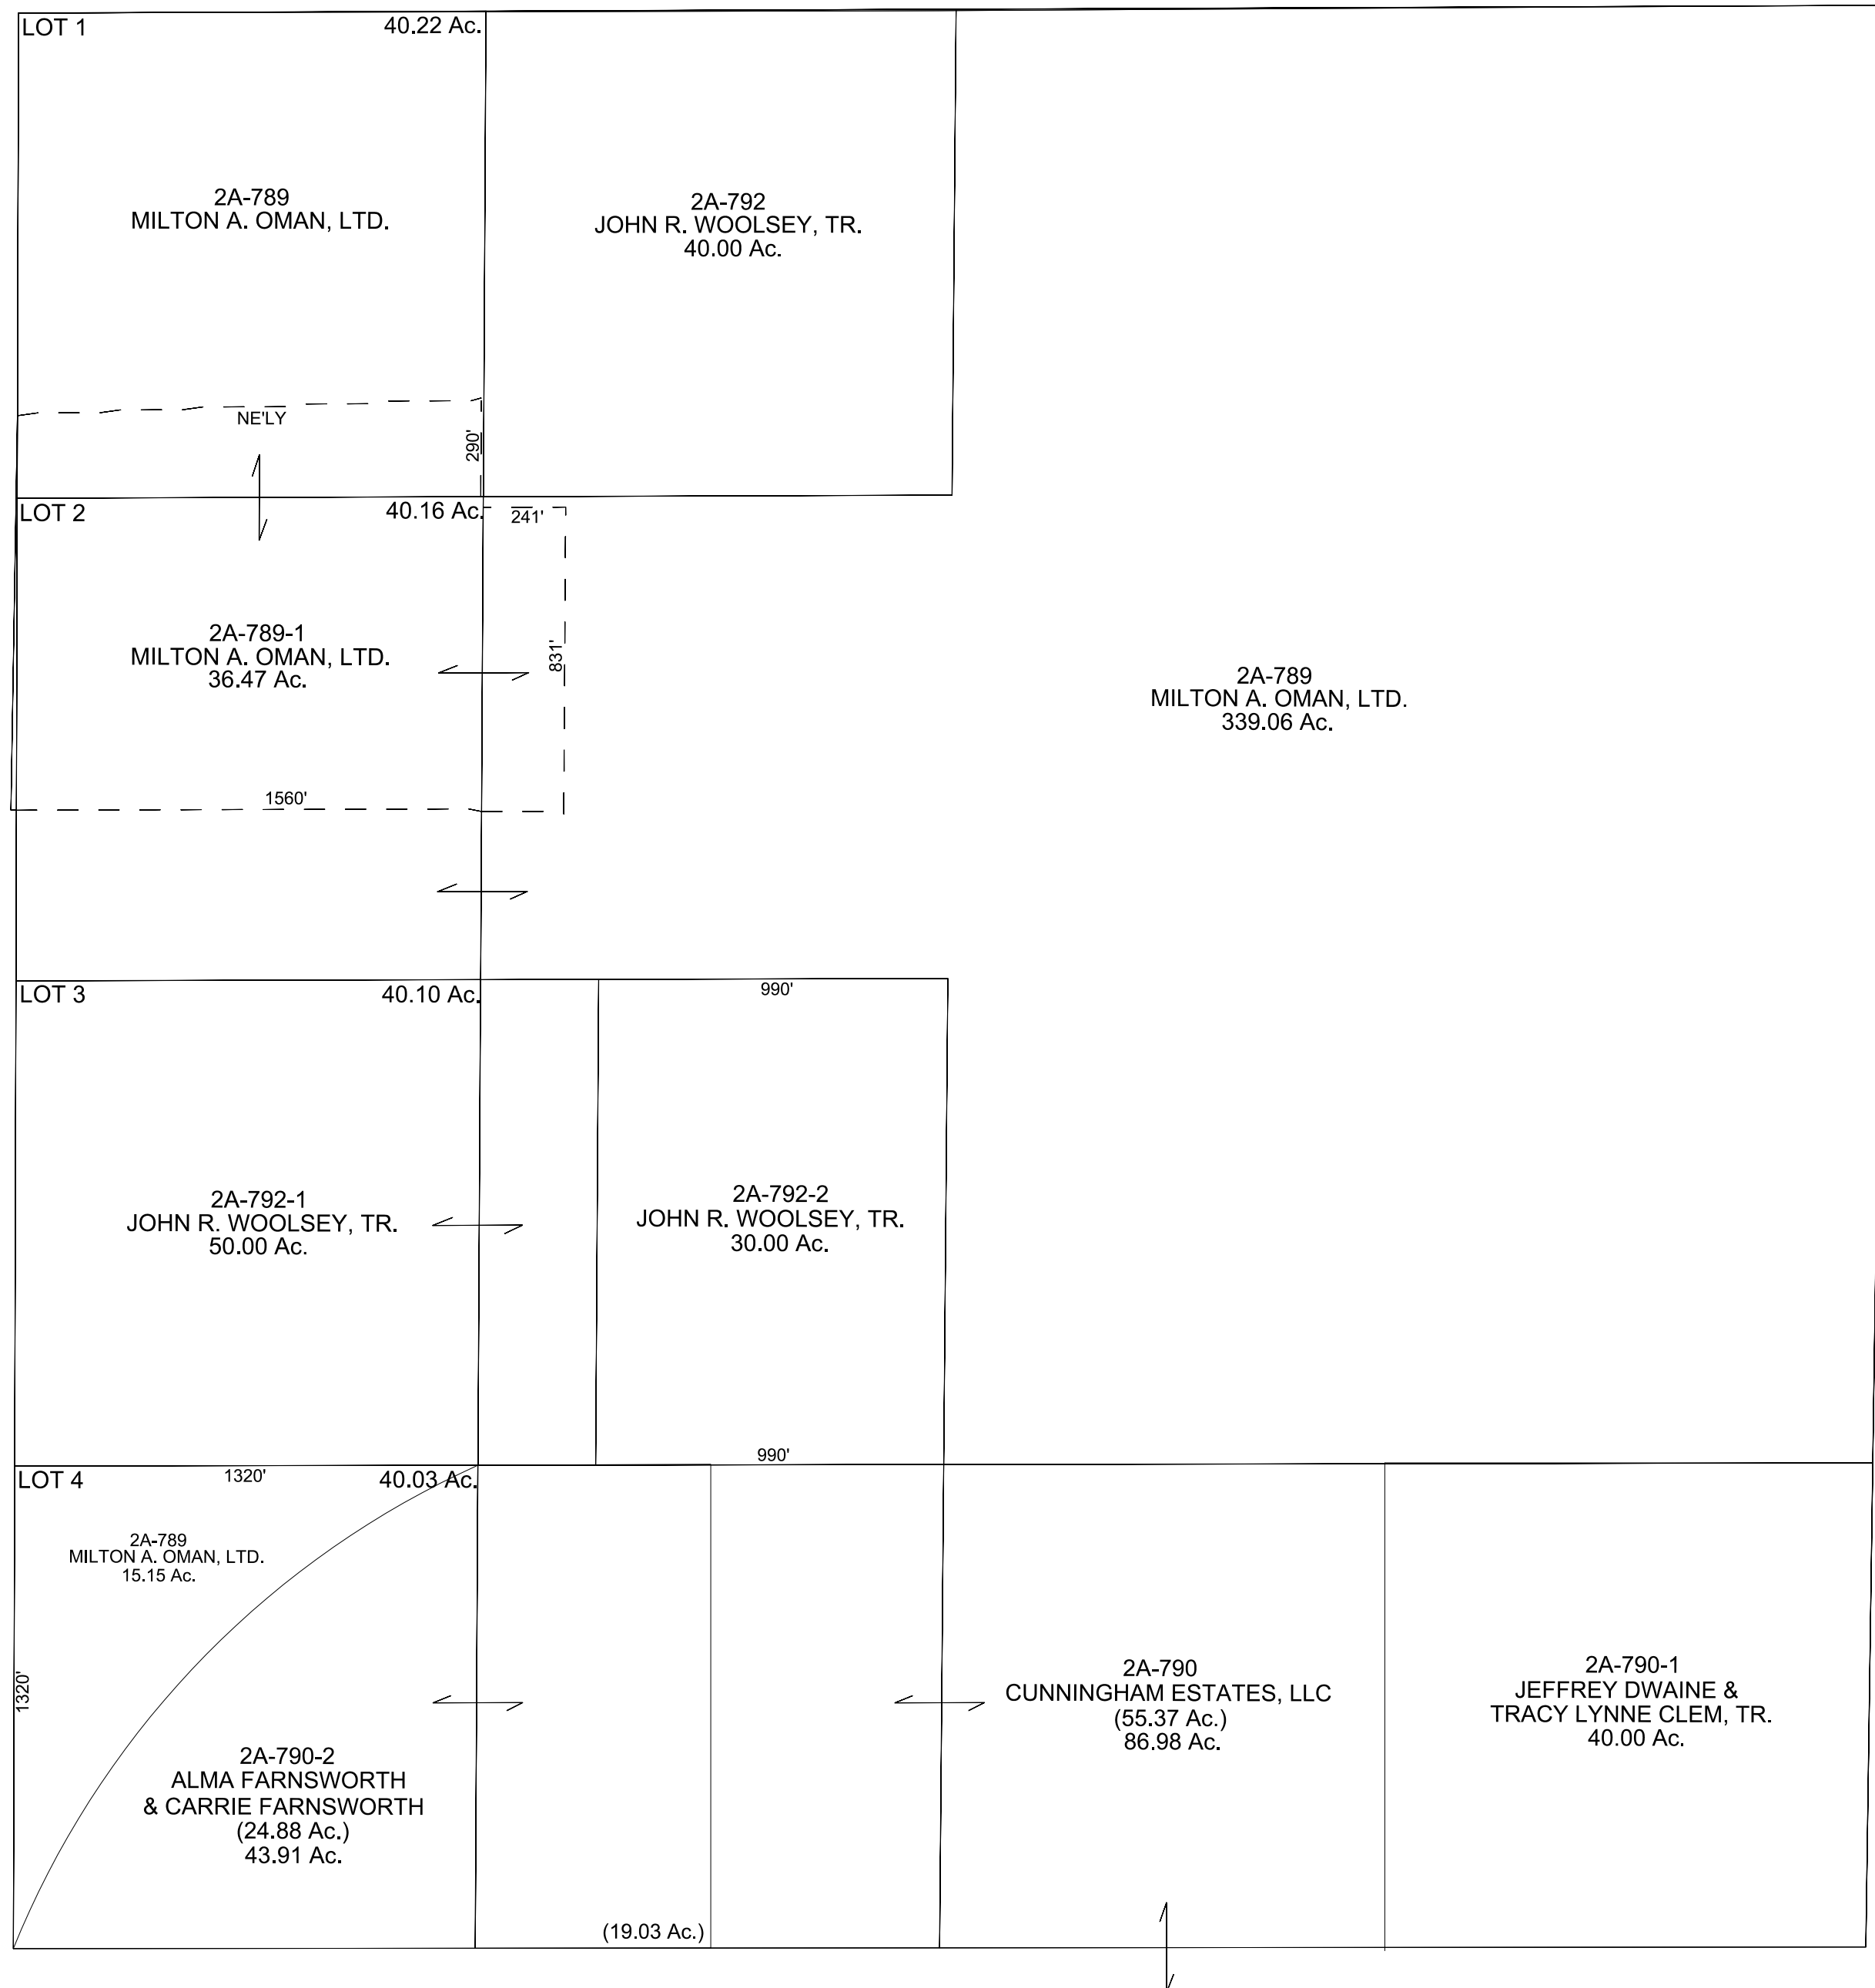 LOT 1
40.22 Ac.
2A-789
MILTON A. OMAN, LTD.
2A-792
JOHN R. WOOLSEY, TR.
40.00 Ac.
NE'LY
290'
LOT 2
40.16 Ac.
241'
2A-789-1
MILTON A. OMAN, LTD.
36.47 Ac.
831'
1560'
2A-789
MILTON A. OMAN, LTD.
339.06 Ac.
LOT 3
40.10 Ac.
990'
2A-792-1
JOHN R. WOOLSEY, TR.
50.00 Ac.
2A-792-2
JOHN R. WOOLSEY, TR.
30.00 Ac.
990'
LOT 4
1320'
40.03 Ac.
2A-789
MILTON A. OMAN, LTD.
15.15 Ac.
1320'
2A-790-2
ALMA FARNSWORTH
& CARRIE FARNSWORTH
(24.88 Ac.)
43.91 Ac.
(19.03 Ac.)
2A-790
CUNNINGHAM ESTATES, LLC
(55.37 Ac.)
86.98 Ac.
2A-790-1
JEFFREY DWAINE &
TRACY LYNNE CLEM, TR.
40.00 Ac.